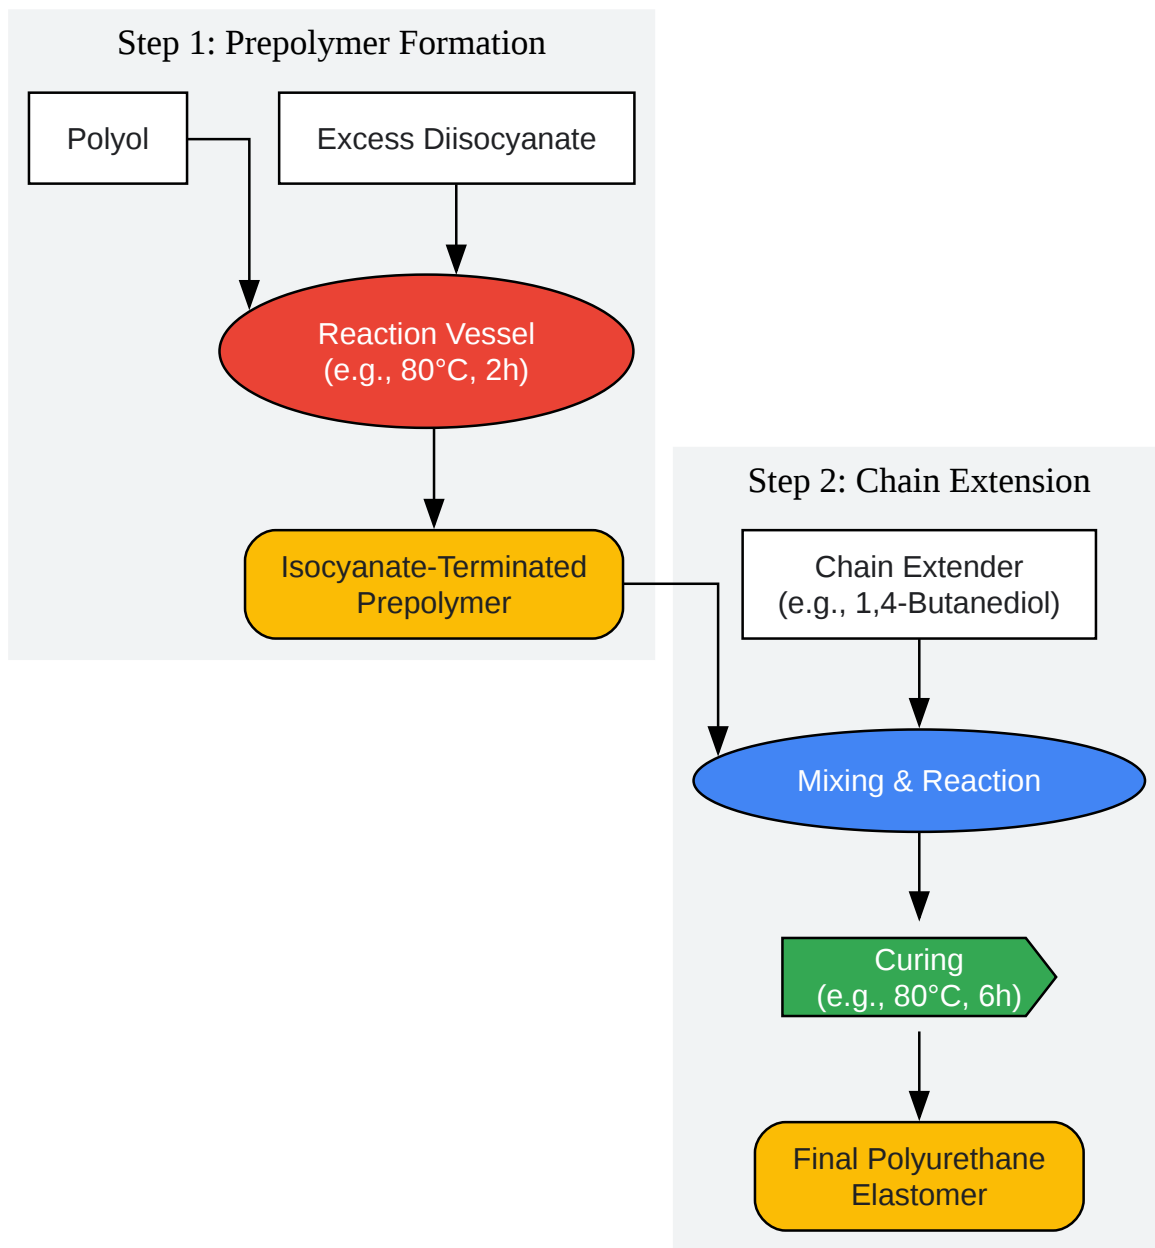 Step 1: Prepolymer Formation
Polyol
Excess Diisocyanate
Reaction Vessel
(e.g., 80°C, 2h)
Isocyanate-Terminated
Prepolymer
Step 2: Chain Extension
Chain Extender
(e.g., 1,4-Butanediol)
Mixing & Reaction
Curing
(e.g., 80°C, 6h)
Final Polyurethane
Elastomer